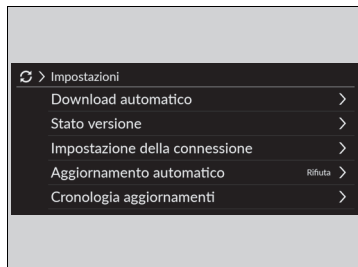 Impostazioni
Download automatico
Stato versione
Impostazione della connessione
Aggiornamento automatico Rifiuta
Cronologia aggiornamenti